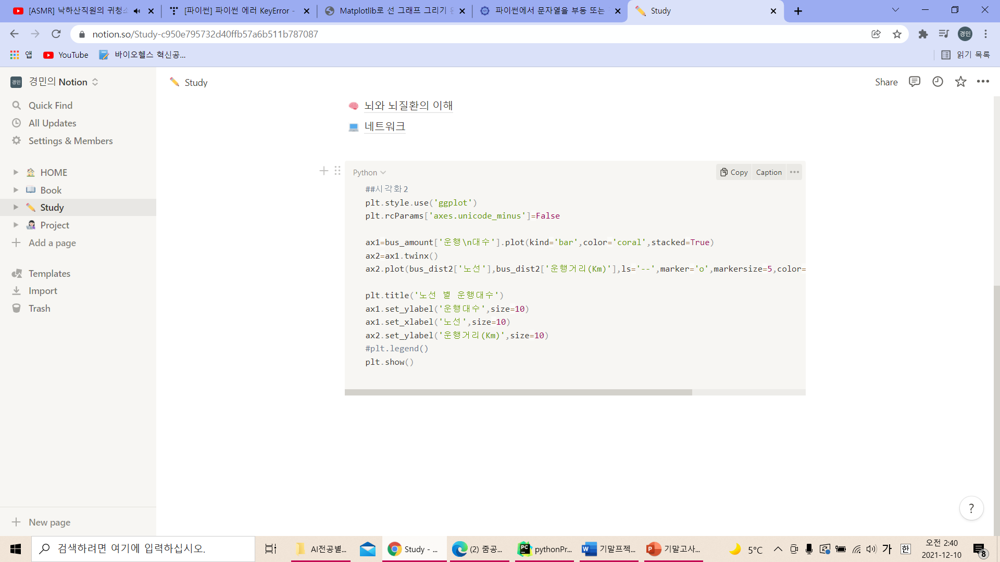 [ASMR] 낙하산직원의 귀청소
[파이썬] 파이썬 에러 KeyError -
Matplotlib로 선 그래프 그리기
파이썬에서 문자열을 부동 또는
Study
notion.so/Study-c950e795732d40ffb57a6b511b787087
경민
앱
YouTube
바이오헬스 혁신공...
읽기 목록
경민
경민의 Notion
Study
Share
Quick Find
All Updates
Settings & Members
HOME
Book
Study
Project
Add a page
Templates
Import
Trash
New page
뇌와 뇌질환의 이해
네트워크
Python
Copy
Caption
##시각화2
plt.style.use('ggplot')
plt.rcParams['axes.unicode_minus']=False
ax1=bus_amount['운행\n대수'].plot(kind='bar',color='coral',stacked=True)
ax2=ax1.twinx()
ax2.plot(bus_dist2['노선'],bus_dist2['운행거리(Km)'],ls='--',marker='o',markersize=5,color=
plt.title('노선 별 운행대수')
ax1.set_ylabel('운행대수',size=10)
ax1.set_xlabel('노선',size=10)
ax2.set_ylabel('운행거리(Km)',size=10)
#plt.legend()
plt.show()
?
검색하려면 여기에 입력하십시오.
AI전공별...
Study - ...
(2) 줌공...
PC
pythonPr...
W
기말프젝...
P
기말고사...
5°C
가
한
오전 2:40
2021-12-10
8